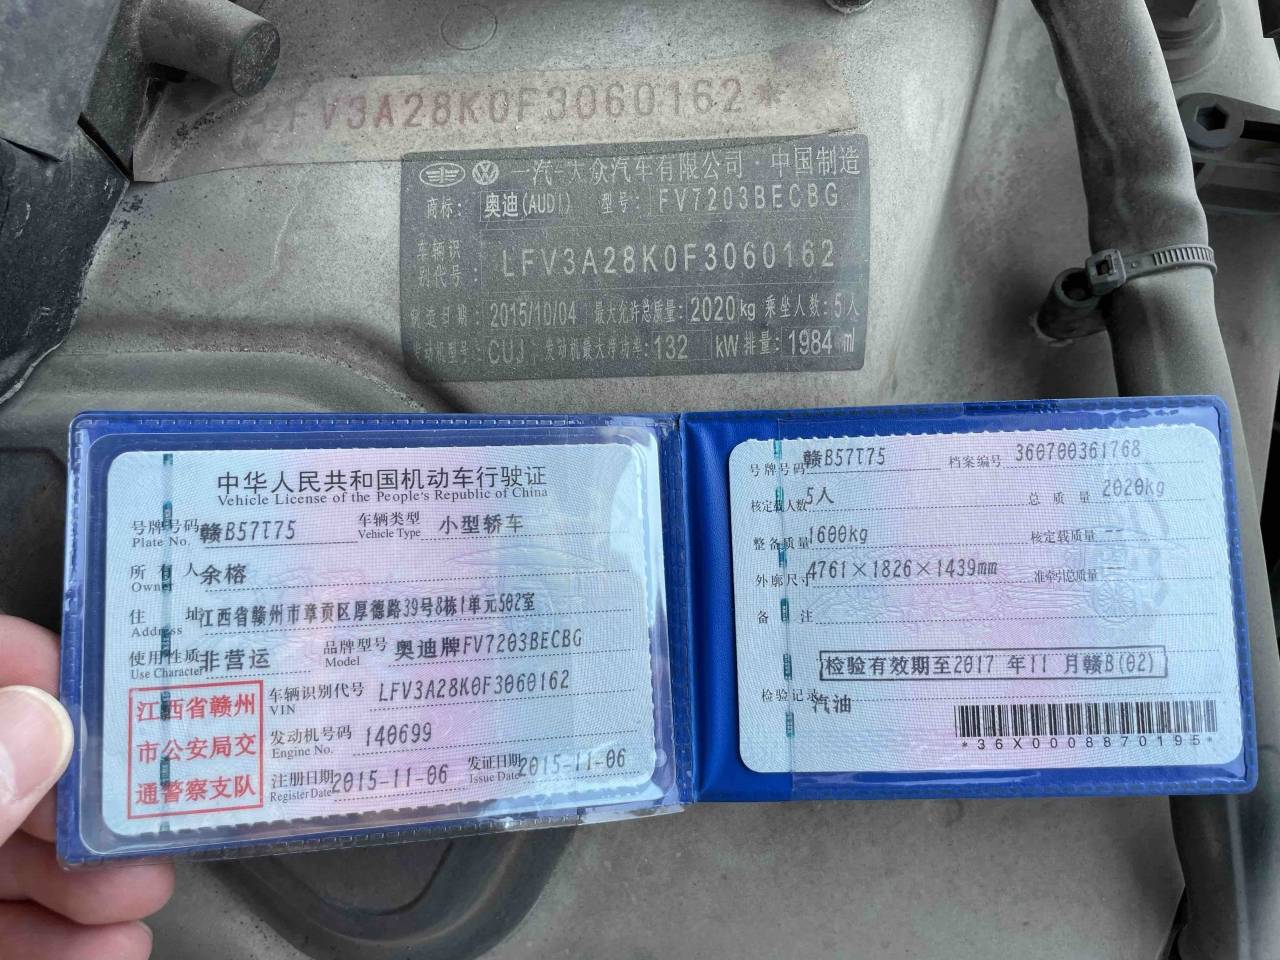 LFV3A28K0F3060162*
一汽-大众汽车有限公司·中国制造
商标: 奥迪(AUDI) 型号: FV7203BECBG
车辆识别代号: LFV3A28K0F3060162
制造日期: 2015/10/04 最大允许总质量: 2020kg 乘坐人数: 5人
发动机型号: CUJ 发动机最大净功率: 132 kW 排量: 1984 ml
中华人民共和国机动车行驶证
Vehicle License of the People's Republic of China
号牌号码 赣B57T75 车辆类型 小型轿车
Plate No. Vehicle Type
所有人 余榕
Owner
住址 江西省赣州市章贡区厚德路39号8栋1单元502室
Address
使用性质 非营运 品牌型号 奥迪牌FV7203BECBG
Use Character Model
江西省赣州
市公安局交
通警察支队
车辆识别代号 LFV3A28K0F3060162
VIN
发动机号码 140699
Engine No.
注册日期 2015-11-06 发证日期 2015-11-06
Register Date Issue Date
号牌号码 赣B57T75 档案编号 360700361768
核定载人数 5人 总质量 2020kg
整备质量 1600kg 核定载质量 --
外廓尺寸 4761×1826×1439mm 准牵引总质量 --
备注
检验有效期至2017 年11 月赣B(02)
检验记录
汽油
*36X0008870195*